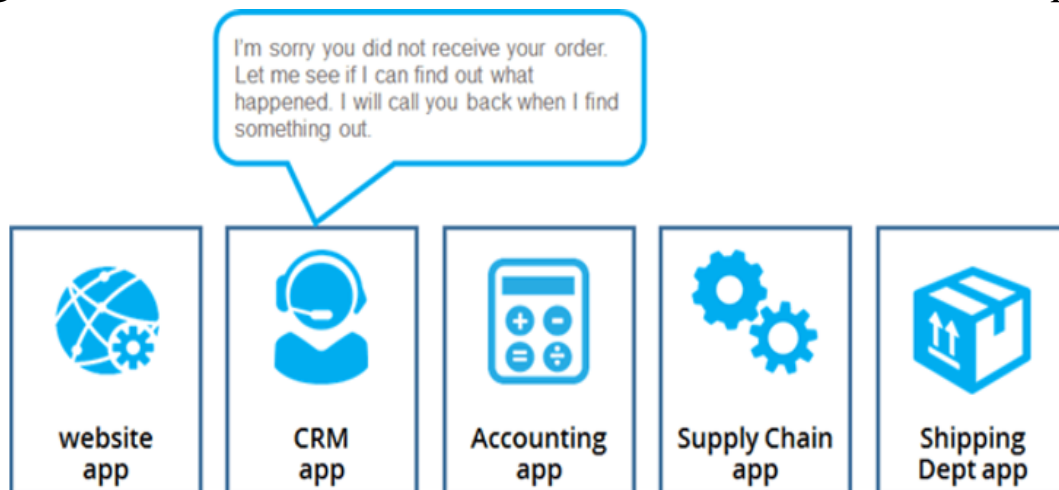 I'm sorry you did not receive your order.
Let me see if I can find out what
happened. I will call you back when I find
something out.
website
app
CRM
app
Accounting
app
Supply Chain
app
Shipping
Dept app